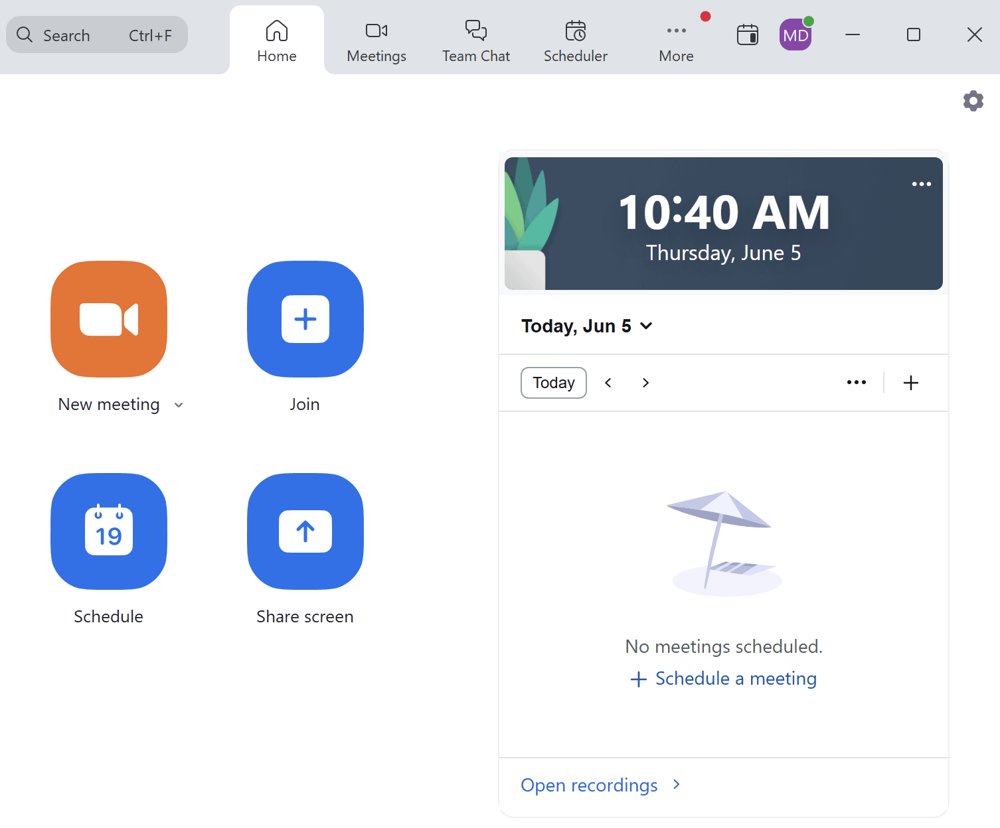 Search Ctrl+F
Home
Meetings
Team Chat
Scheduler
More
MD
10:40 AM
Thursday, June 5
Today, Jun 5
Today
New meeting
Join
19
Schedule
Share screen
No meetings scheduled.
Schedule a meeting
Open recordings